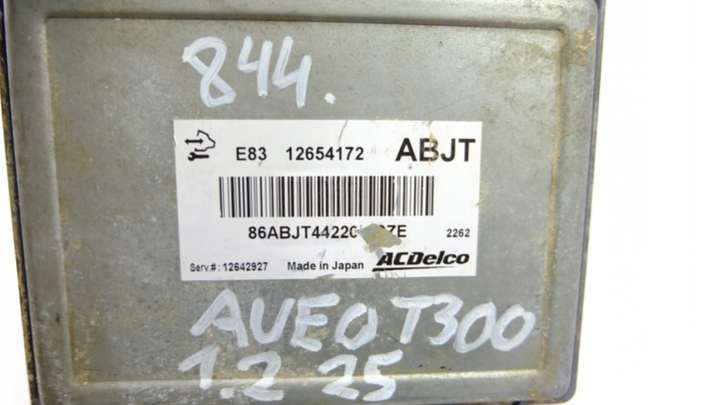 844.
E83 12654172 ABJT
2262
Serv.#: 12642927 Made in Japan ACDelco
AVEO T300
1.2 25